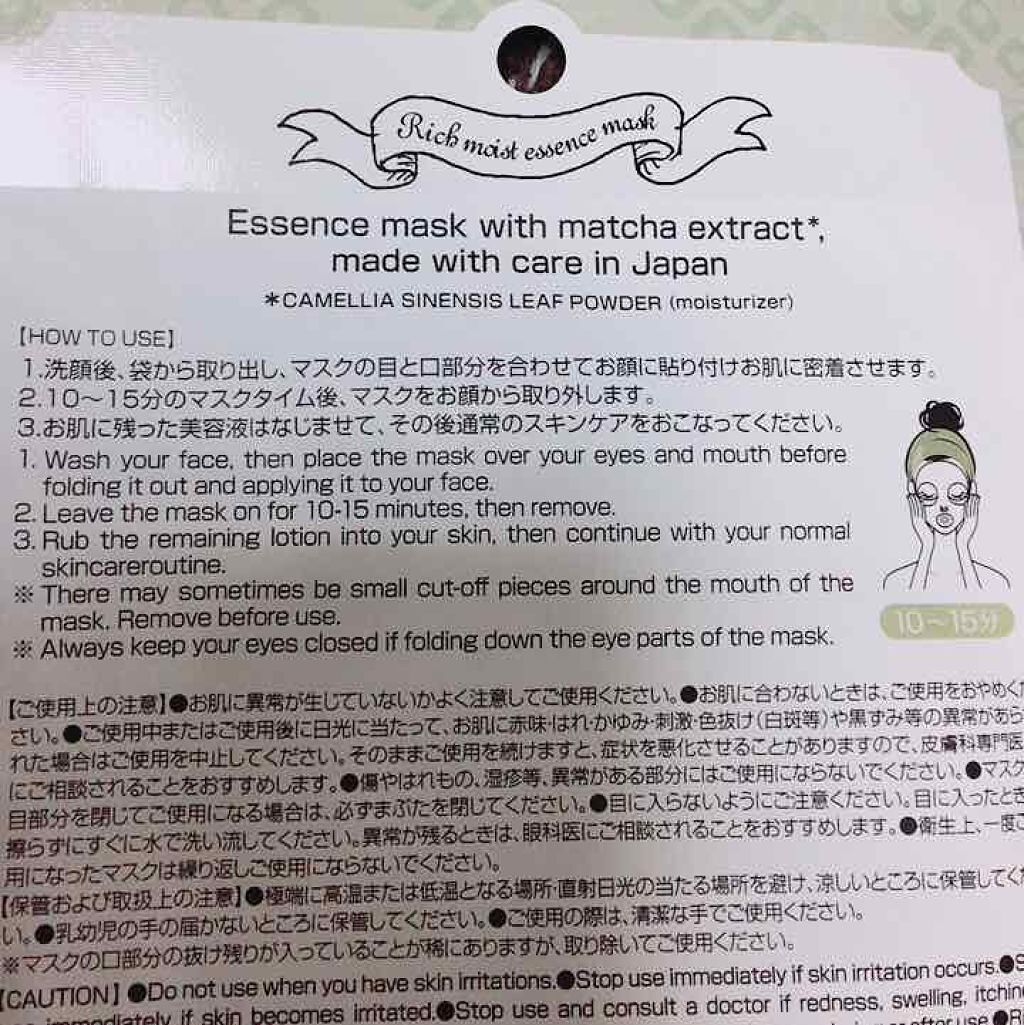 Rich moist essence mask
Essence mask with matcha extract*,
made with care in Japan
*CAMELLIA SINENSIS LEAF POWDER (moisturizer)
【HOW TO USE】
1.洗顔後、袋から取り出し、マスクの目と口部分を合わせてお顔に貼り付けお肌に密着させます。
2.10〜15分のマスクタイム後、マスクをお顔から取り外します。
3.お肌に残った美容液はなじませて、その後通常のスキンケアをおこなってください。
1. Wash your face, then place the mask over your eyes and mouth before
folding it out and applying it to your face.
2. Leave the mask on for 10-15 minutes, then remove.
3. Rub the remaining lotion into your skin, then continue with your normal
skincareroutine.
※ There may sometimes be small cut-off pieces around the mouth of the
mask. Remove before use.
※ Always keep your eyes closed if folding down the eye parts of the mask.
10〜15分
【ご使用上の注意】●お肌に異常が生じていないかよく注意してご使用ください。●お肌に合わないときは、ご使用をおやめくだ
さい。●ご使用中またはご使用後に日光に当たって、お肌に赤味・はれ・かゆみ・刺激・色抜け(白斑等)や黒ずみ等の異常があら
れた場合はご使用を中止してください。そのままご使用を続けますと、症状を悪化させることがありますので、皮膚科専門医
にご相談されることをおすすめします。●傷やはれもの、湿疹等、異常がある部分にはご使用にならないでください。●マスク
目部分を閉じてご使用になる場合は、必ずまぶたを閉じてください。●目に入らないようにご注意ください。目に入ったとき
擦らずにすぐに水で洗い流してください。異常が残るときは、眼科医にご相談されることをおすすめします。●衛生上、一度ご
用になったマスクは繰り返しご使用にならないでください。
【保管および取扱上の注意】●極端に高温または低温となる場所・直射日光の当たる場所を避け、涼しいところに保管してくだ
い。●乳幼児の手の届かないところに保管してください。●ご使用の際は、清潔な手でご使用ください。
※マスクの口部分の抜け残りが入っていることが稀にありますが、取り除いてご使用ください。
【CAUTION】●Do not use when you have skin irritations.●Stop use immediately if skin irritation occurs.●S
immediately if skin becomes irritated.●Stop use and consult a doctor if redness, swelling, itching
after use ●R